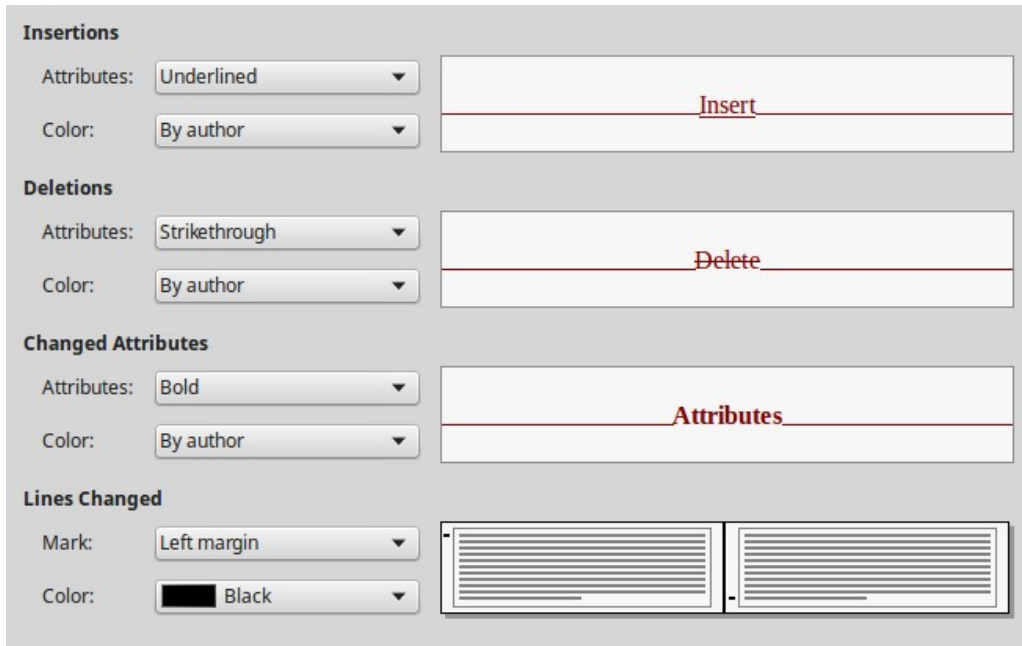 Insertions
Attributes: Underlined
Insert
Color: By author
Deletions
Attributes: Strikethrough
Delete
Color: By author
Changed Attributes
Attributes: Bold
Attributes
Color: By author
Lines Changed
Mark: Left margin
Color: Black